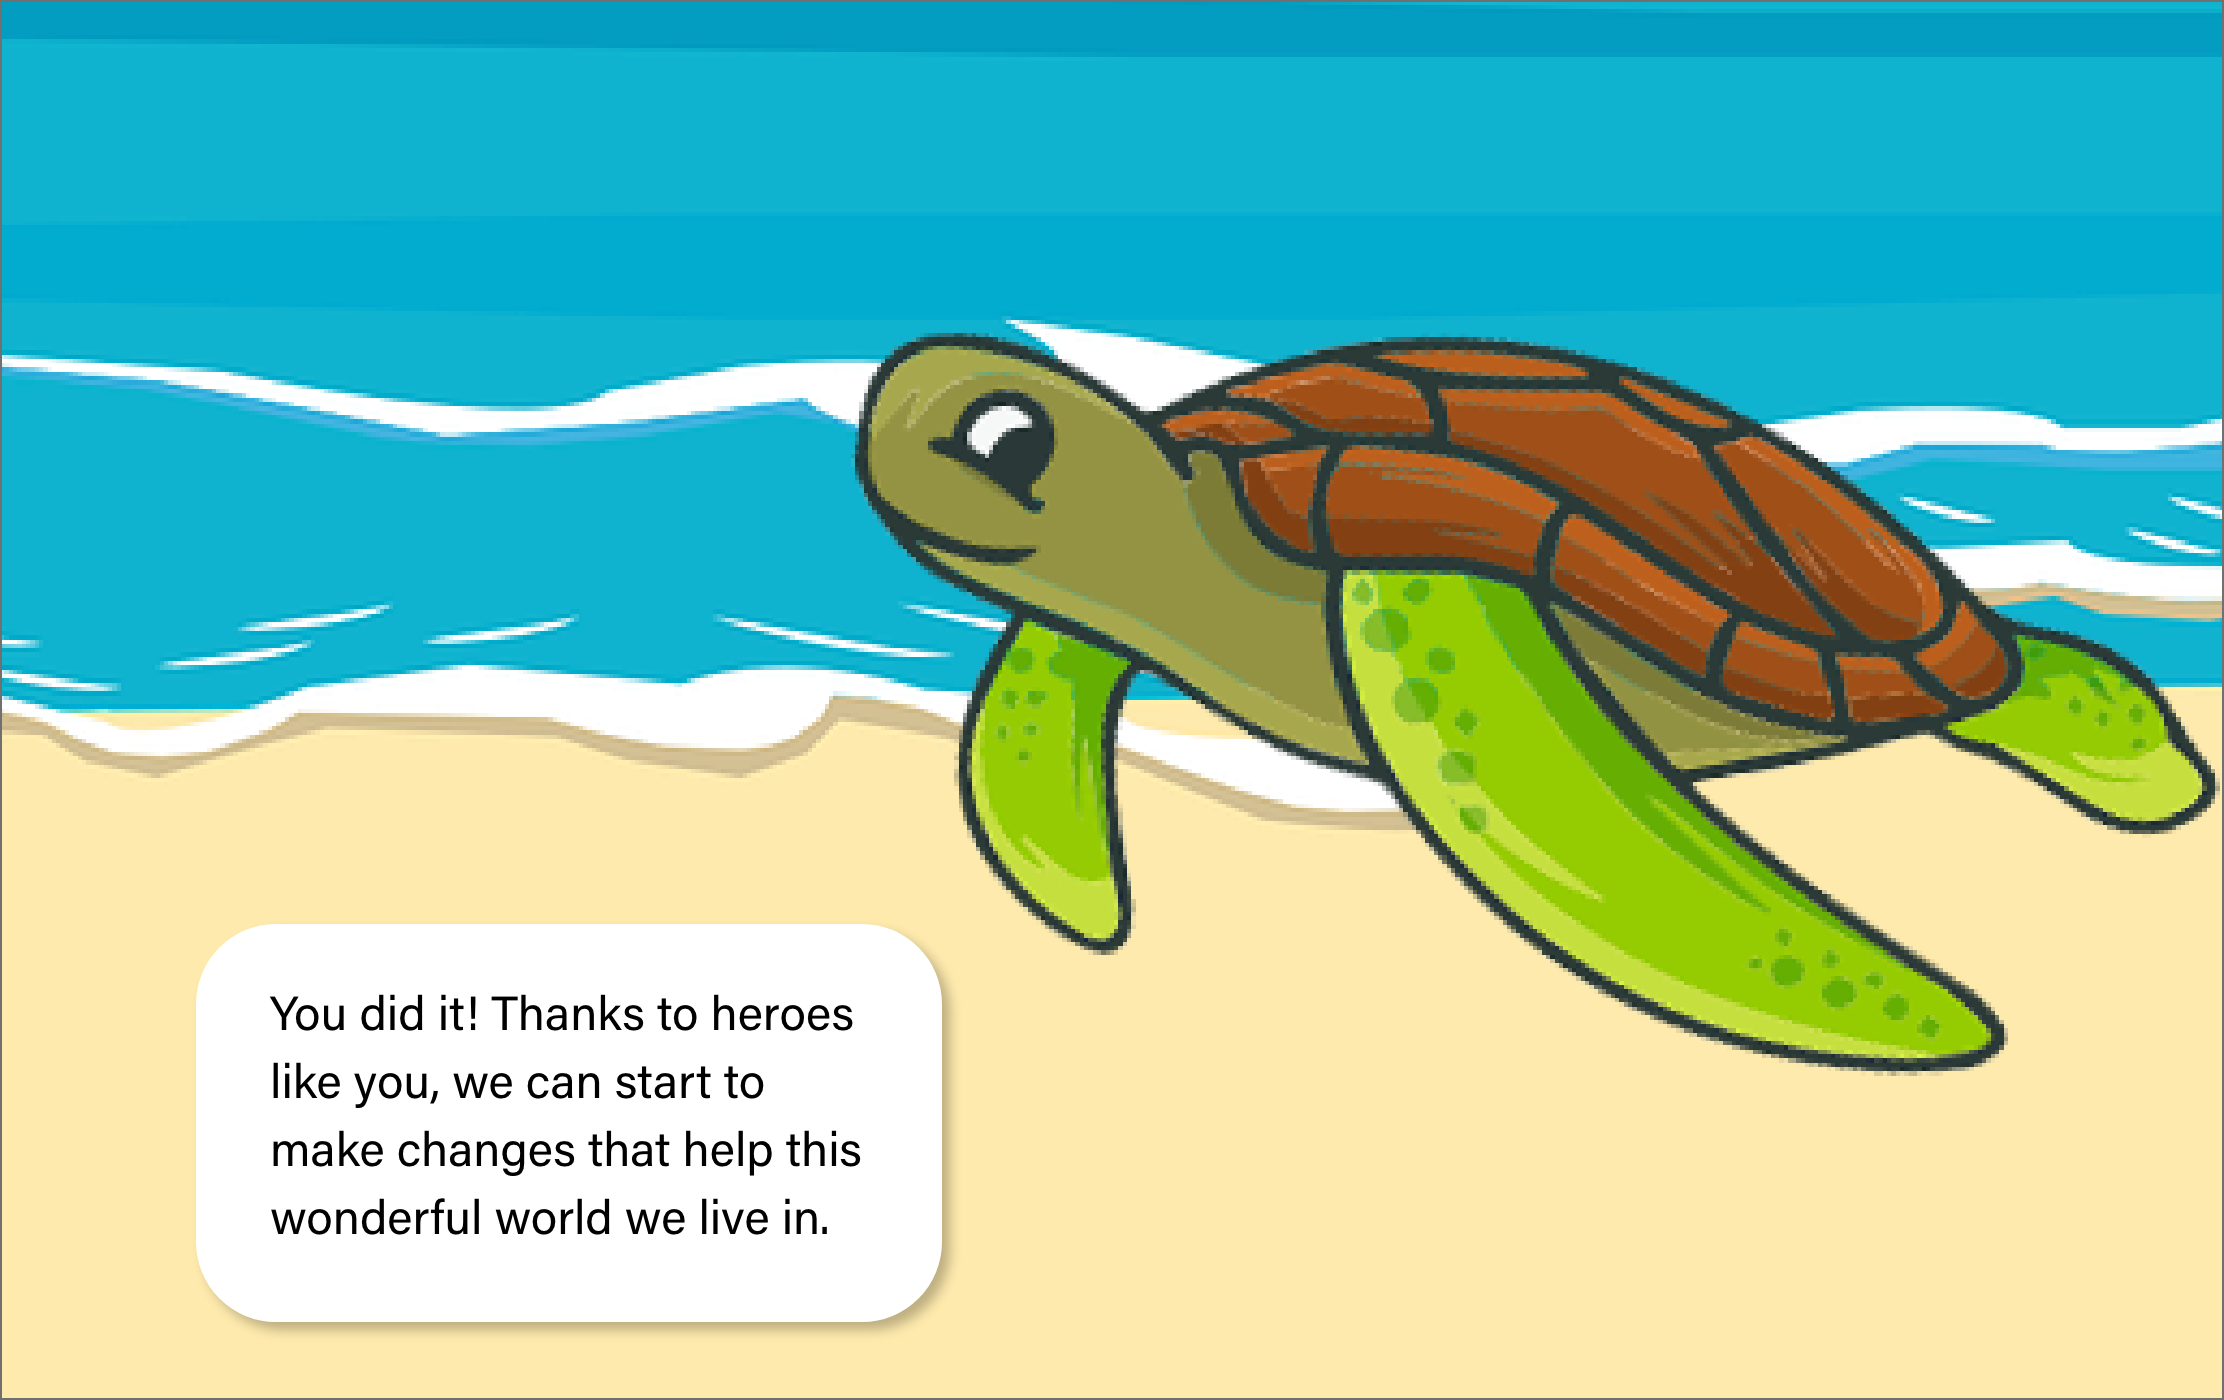 You did it! Thanks to heroes
like you, we can start to
make changes that help this
wonderful world we live in.